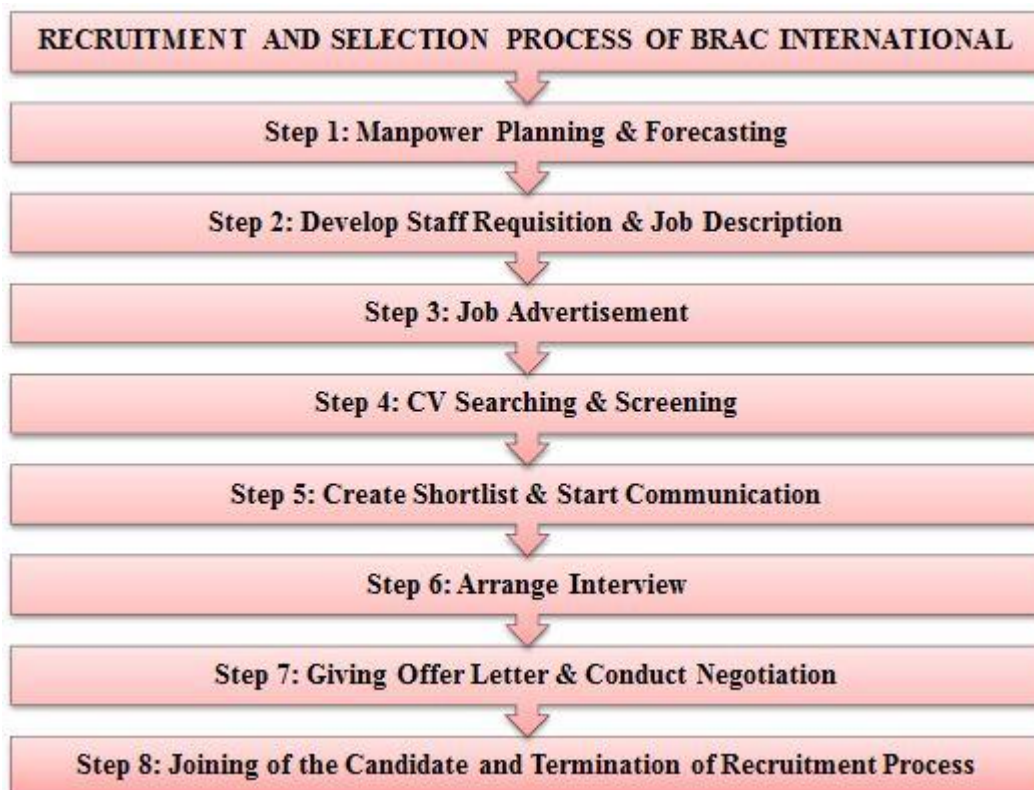 RECRUITMENT AND SELECTION PROCESS OF BRAC INTERNATIONAL
Step 1: Manpower Planning & Forecasting
Step 2: Develop Staff Requisition & Job Description
Step 3: Job Advertisement
Step 4: CV Searching & Screening
Step 5: Create Shortlist & Start Communication
Step 6: Arrange Interview
Step 7: Giving Offer Letter & Conduct Negotiation
Step 8: Joining of the Candidate and Termination of Recruitment Process